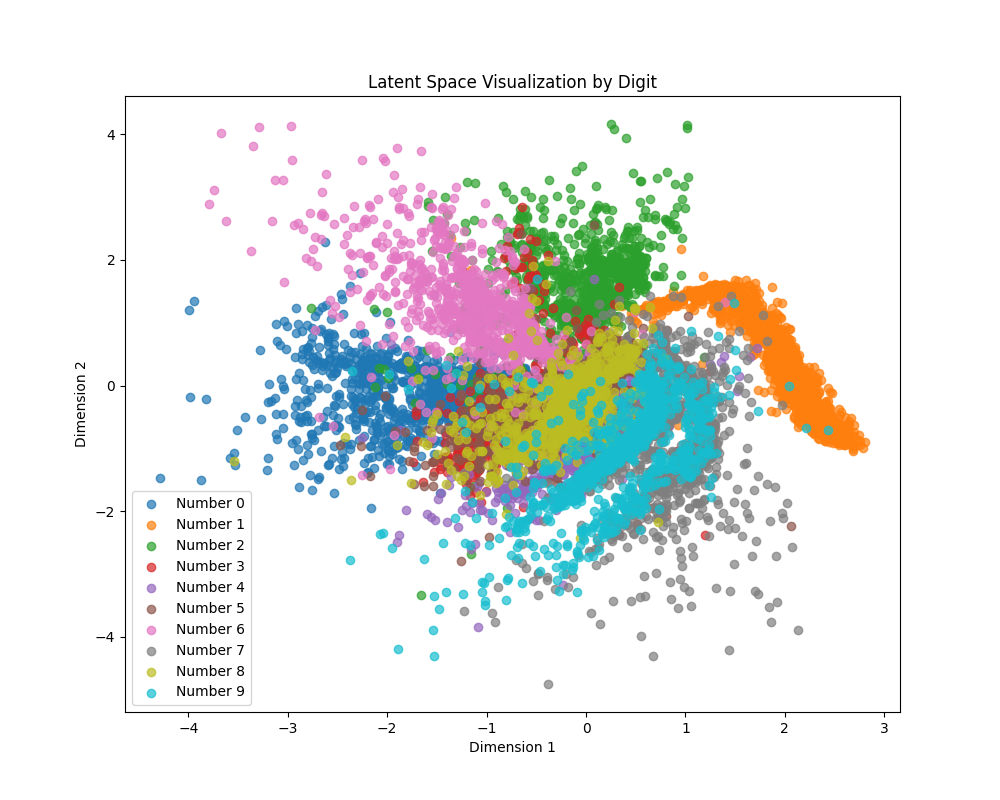 Latent Space Visualization by Digit
4
2
0
−2
−4
Dimension 2
Number 0
Number 1
Number 2
Number 3
Number 4
Number 5
Number 6
Number 7
Number 8
Number 9
−4 −3 −2 −1 0 1 2 3
Dimension 1